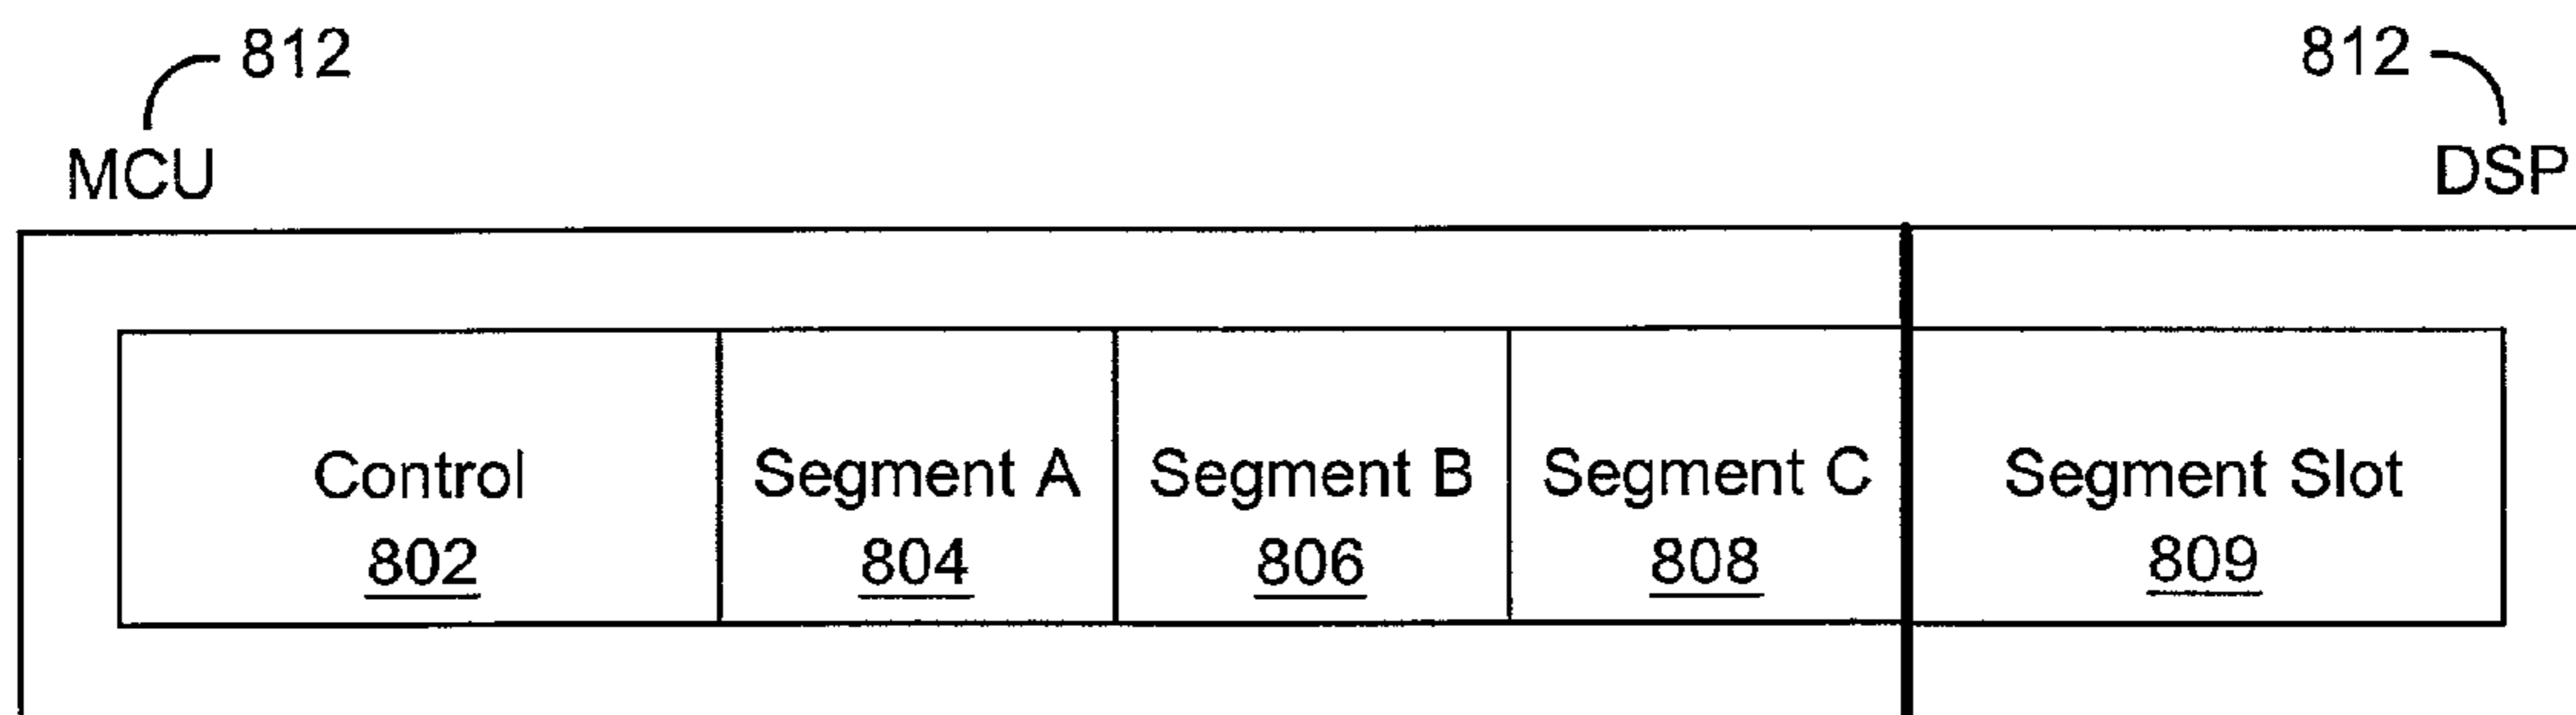 812
812
MCU
DSP
Control
802
Segment A
804
Segment B
806
Segment C
808
Segment Slot
809